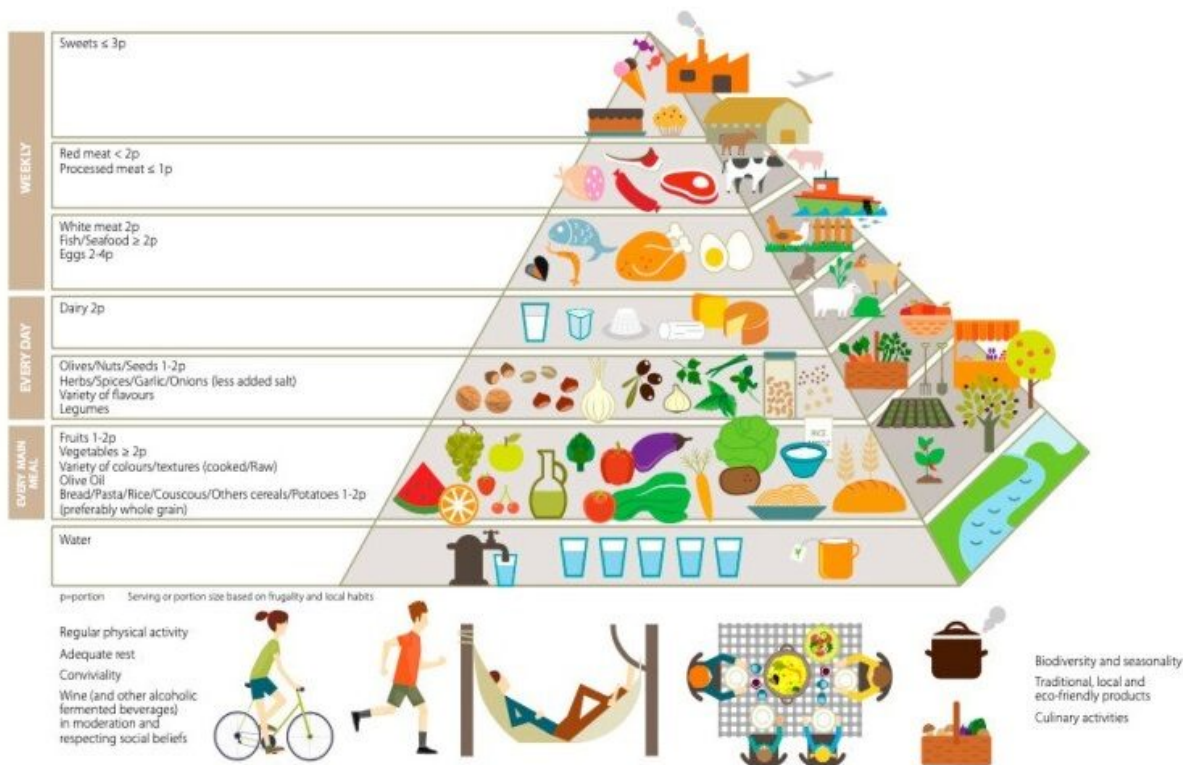 WEEKLY
Sweets ≤ 3p
Red meat < 2p
Processed meat ≤ 1p
White meat 2p
Fish/Seafood ≥ 2p
Eggs 2-4p
EVERY DAY
Dairy 2p
Olives/Nuts/Seeds 1-2p
Herbs/Spices/Garlic/Onions (less added salt)
Variety of flavours
Legumes
EVERY MAIN
MEAL
Fruits 1-2p
Vegetables ≥ 2p
Variety of colours/textures (cooked/Raw)
Olive Oil
Bread/Pasta/Rice/Couscous/Others cereals/Potatoes 1-2p
(preferably whole grain)
RICE
Water
p=portion Serving or portion size based on frugality and local habits
Regular physical activity
Adequate rest
Conviviality
Wine (and other alcoholic
fermented beverages)
in moderation and
respecting social beliefs
Biodiversity and seasonality
Traditional, local and
eco-friendly products
Culinary activities